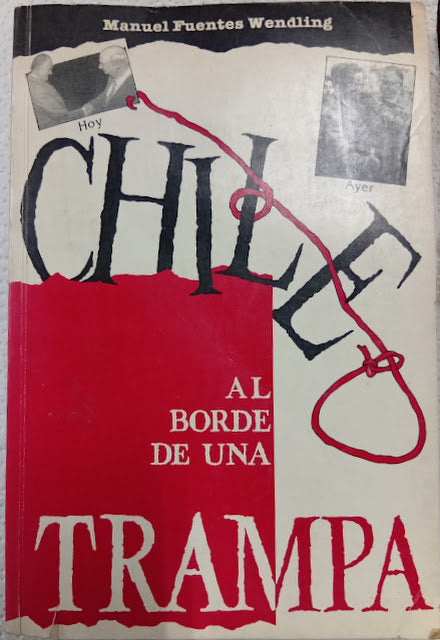 Manuel Fuentes Wendling
Hoy
Ayer
CHILE
AL
BORDE
DE UNA
TRAMPA